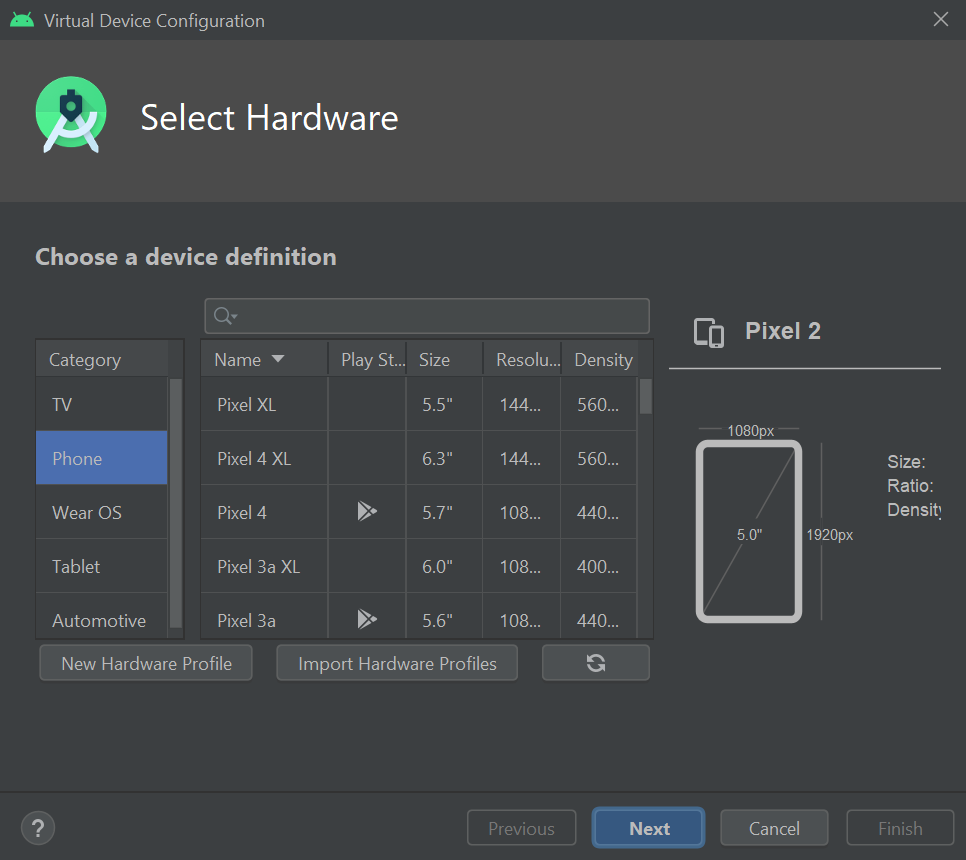 Virtual Device Configuration
Select Hardware
Choose a device definition
Category
TV
Phone
Wear OS
Tablet
Automotive
Name Play St... Size Resolu... Density
Pixel XL 5.5" 144... 560...
Pixel 4 XL 6.3" 144... 560...
Pixel 4 5.7" 108... 440...
Pixel 3a XL 6.0" 108... 400...
Pixel 3a 5.6" 108... 440...
New Hardware Profile Import Hardware Profiles
Pixel 2
1080px
5.0"
1920px
Size:
Ratio:
Density
? Previous Next Cancel Finish